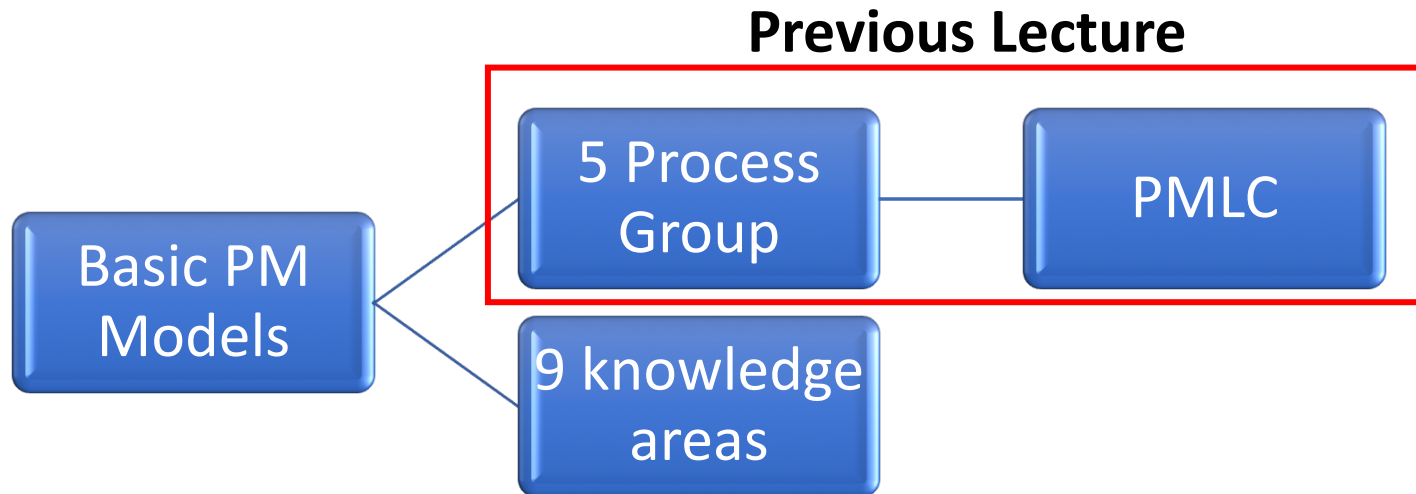 Previous Lecture
5 Process
Group
PMLC
Basic PM
Models
9 knowledge
areas